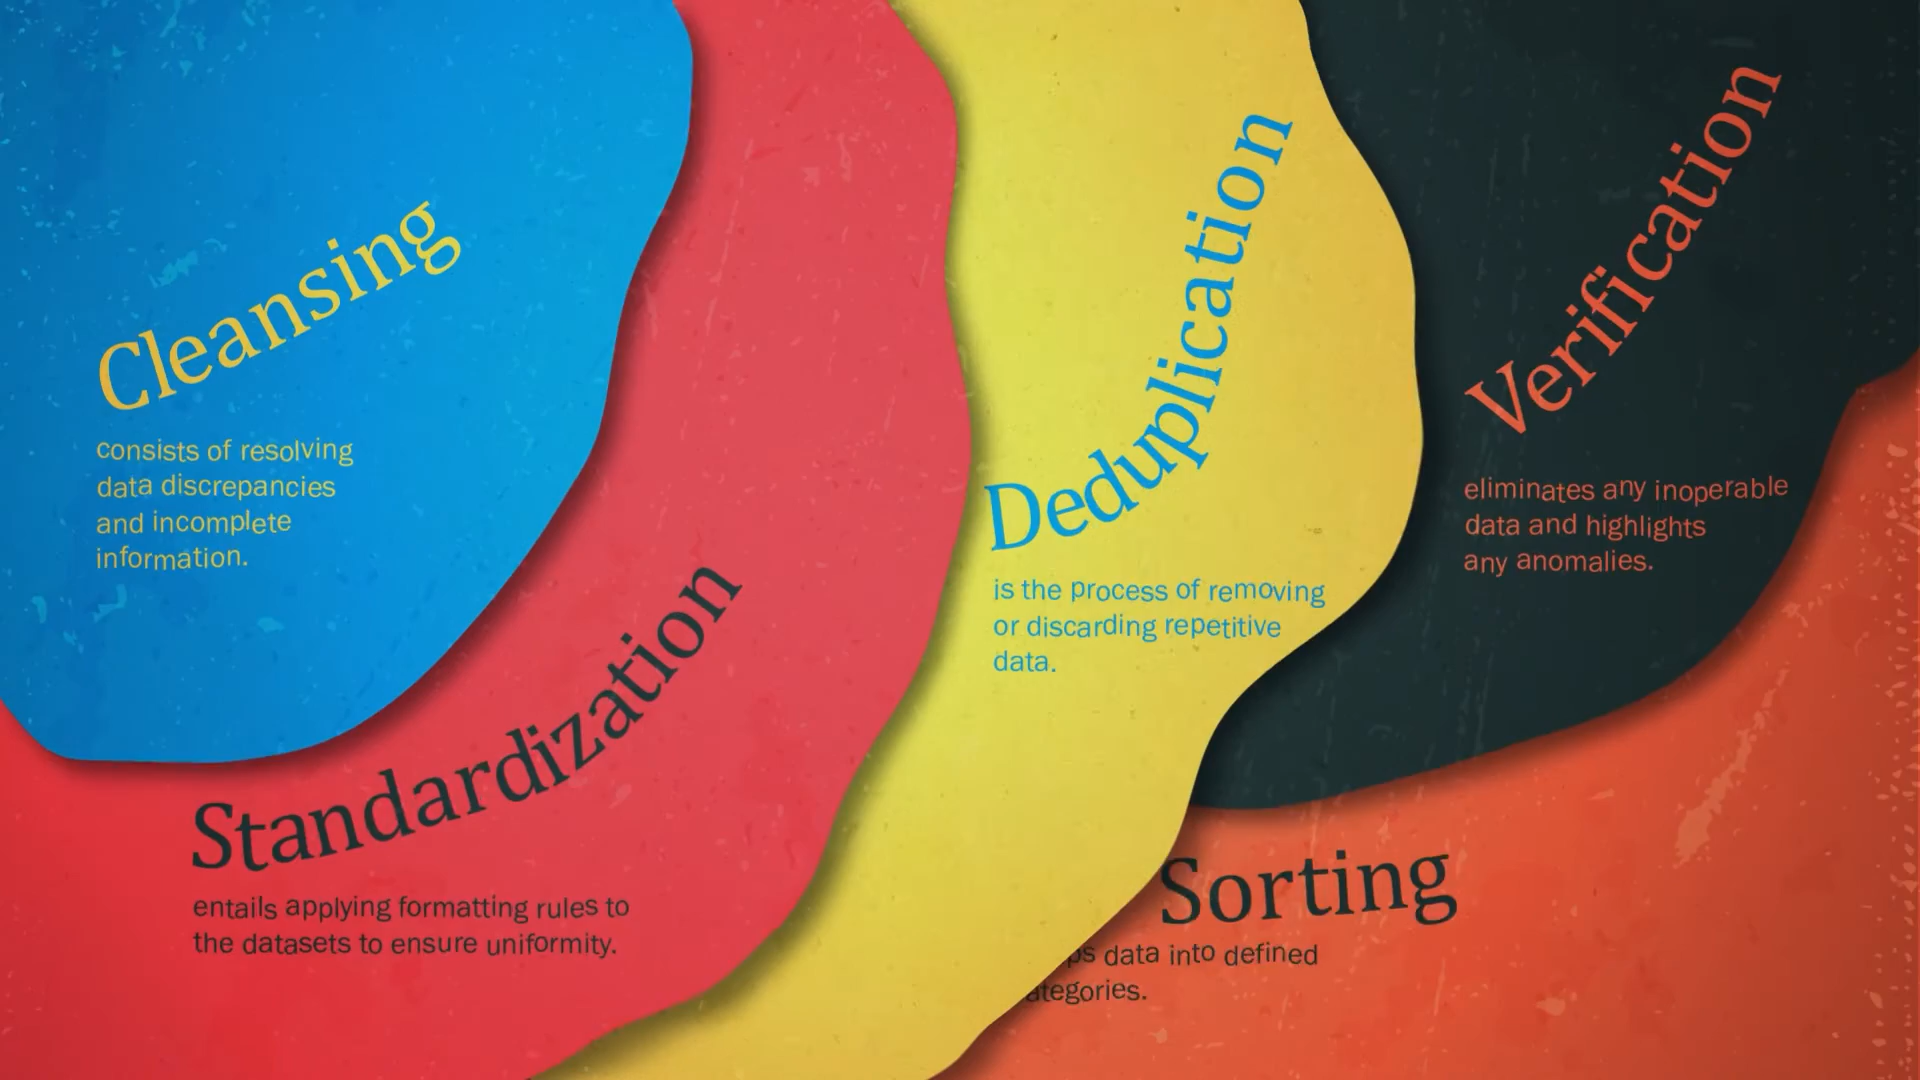 Cleansing
consists of resolving
data discrepancies
and incomplete
information.
Standardization
entails applying formatting rules to
the datasets to ensure uniformity.
Deduplication
is the process of removing
or discarding repetitive
data.
Verification
eliminates any inoperable
data and highlights
any anomalies.
Sorting
data into defined